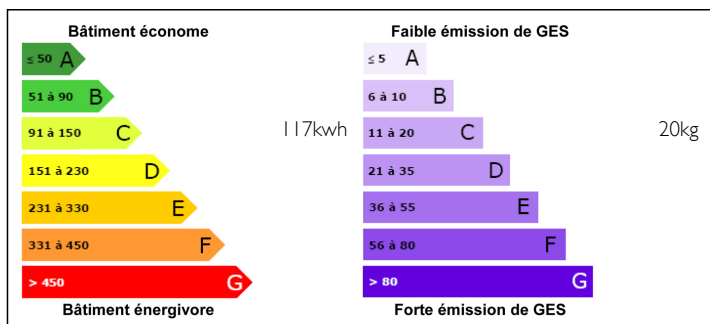 Bâtiment économe
≤ 50 A
51 à 90 B
91 à 150 C
117kwh
151 à 230 D
231 à 330 E
331 à 450 F
> 450 G
Bâtiment énergivore
Faible émission de GES
≤ 5 A
6 à 10 B
11 à 20 C
20kg
21 à 35 D
36 à 55 E
56 à 80 F
> 80 G
Forte émission de GES